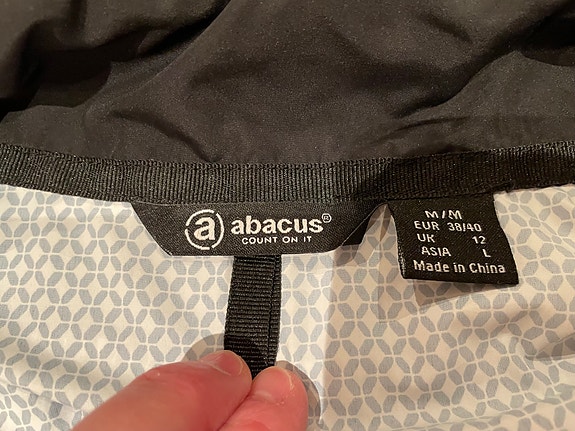 a abacus®
COUNT ON IT
M/M
EUR 38/40
UK 12
ASIA L
Made in China